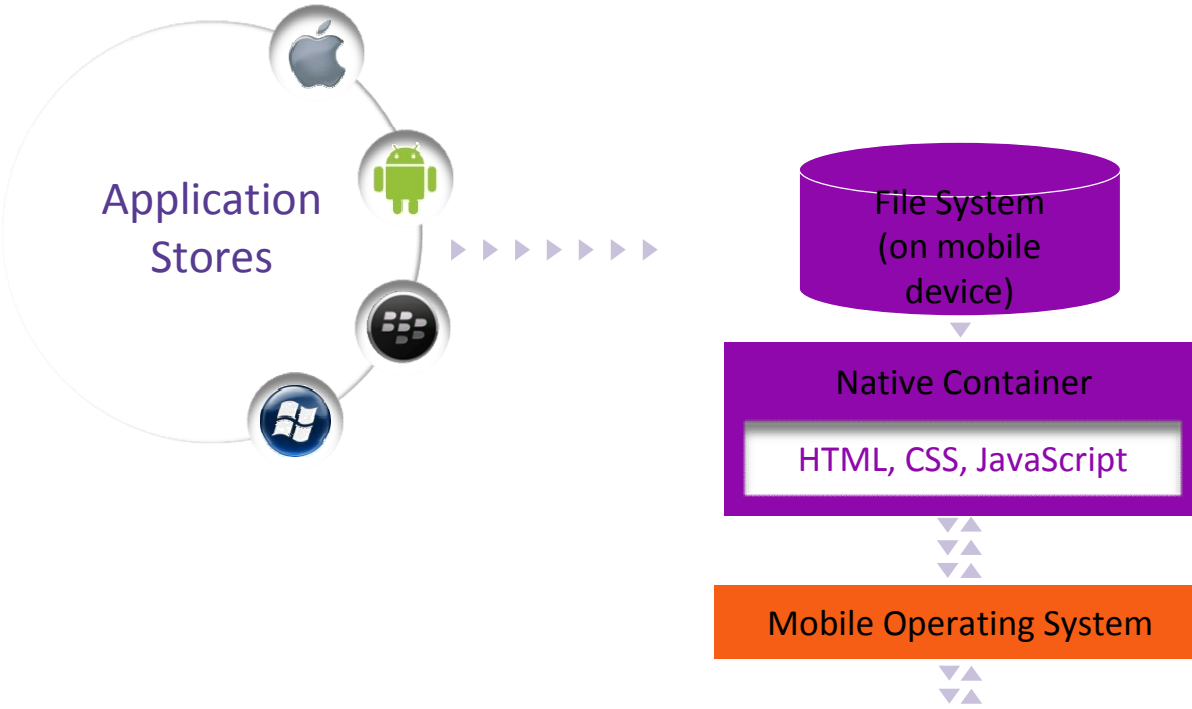 Application
Stores
File System
(on mobile
device)
Native Container
HTML, CSS, JavaScript
Mobile Operating System